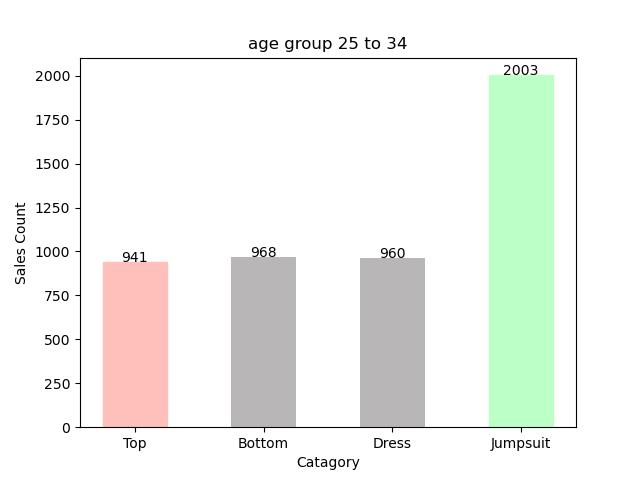 age group 25 to 34
2000
1750
1500
1250
1000
750
500
250
0
Sales Count
941
968
960
2003
Top
Bottom
Dress
Jumpsuit
Catagory